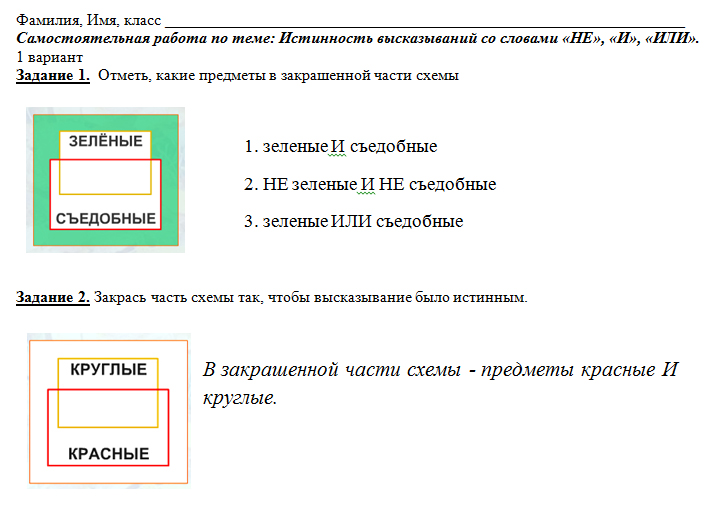 Фамилия, Имя, класс ____________________________________________________________________
Самостоятельная работа по теме: Истинность высказываний со словами «НЕ», «И», «ИЛИ».
1 вариант
Задание 1. Отметь, какие предметы в закрашенной части схемы
ЗЕЛЁНЫЕ
СЪЕДОБНЫЕ
1. зеленые И съедобные
2. НЕ зеленые И НЕ съедобные
3. зеленые ИЛИ съедобные
Задание 2. Закрась часть схемы так, чтобы высказывание было истинным.
КРУГЛЫЕ
КРАСНЫЕ
В закрашенной части схемы - предметы красные И
круглые.